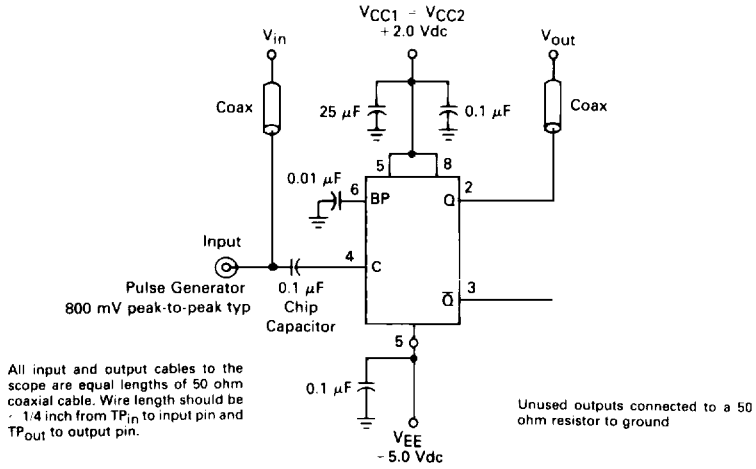 VCC1 - VCC2
+2.0 Vdc
Vin
Vout
Coax
25 µF
0.1 µF
Coax
5
8
0.01 µF
6
BP
2
Q
Input
4
C
Pulse Generator
800 mV peak-to-peak typ
0.1 µF
Chip
Capacitor
3
Q̅
5
0.1 µF
VEE
-5.0 Vdc
All input and output cables to the
scope are equal lengths of 50 ohm
coaxial cable. Wire length should be
1/4 inch from TPin to input pin and
TPout to output pin.
Unused outputs connected to a 50
ohm resistor to ground